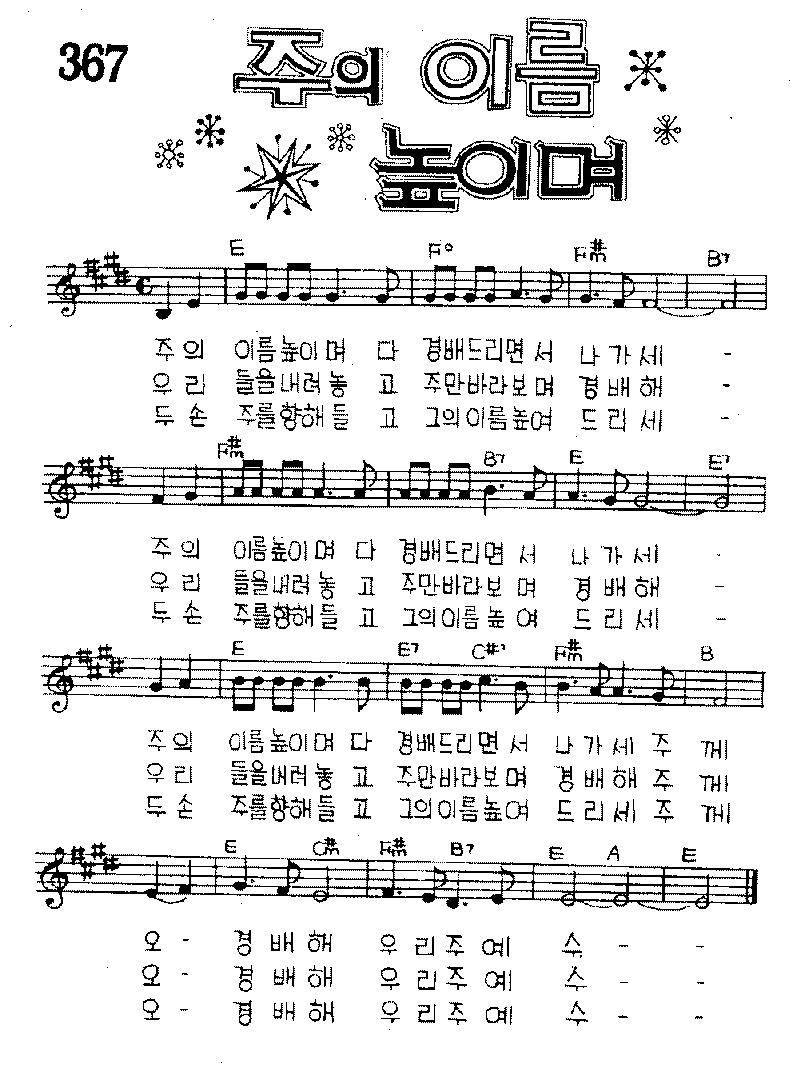 367
주의 이름
높이며
E F° F#m B7
주의 이름높이며 다 경배드리면서 나가세 -
우리 들을내려놓고 주만바라보며 경배해 -
두손 주를향해들고 그의이름높여 드리세 -
F#m B7 E E7
주의 이름높이며 다 경배드리면서 나가세 -
우리 들을내려놓고 주만바라보며 경배해 -
두손 주를향해들고 그의이름높여 드리세 -
E E7 C#7 F#m B
주의 이름높이며 다 경배드리면서 나가세 주께
우리 들을내려놓고 주만바라보며 경배해 주께
두손 주를향해들고 그의이름높여 드리세 주께
E C#m F#m B7 E A E
오 - 경배해 우리주예수 - -
오 - 경배해 우리주예수 - -
오 - 경배해 우리주예수 - -